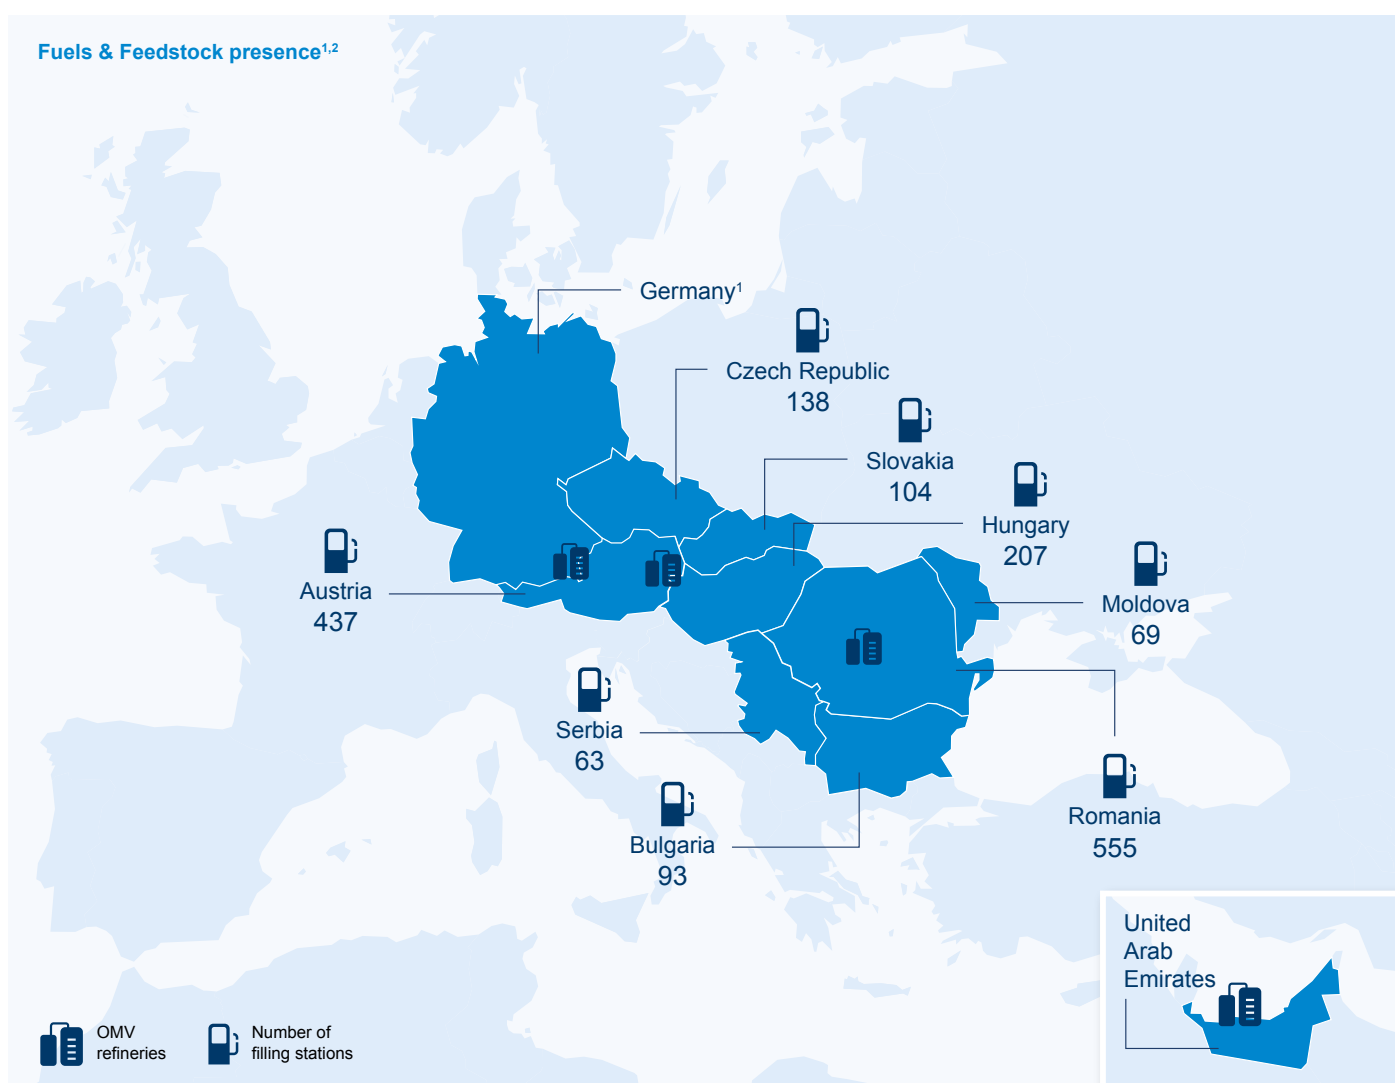 Fuels & Feedstock presence1,2
Germany1
Czech Republic
138
Slovakia
104
Hungary
207
Austria
437
Moldova
69
Serbia
63
Romania
555
Bulgaria
93
United
Arab
Emirates
OMV
refineries
Number of
filling stations